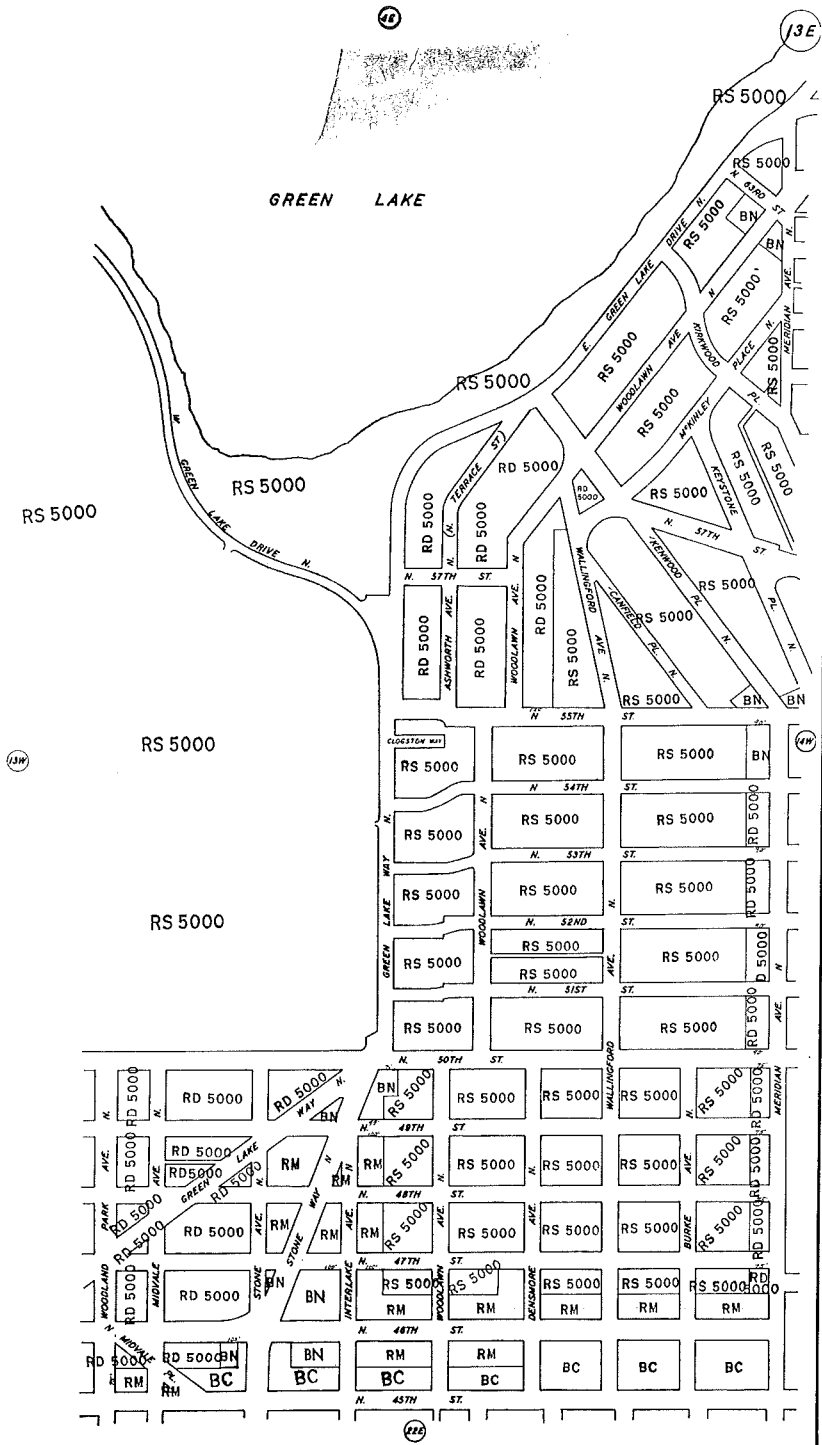 4E
13E
RS 5000
RS 5000
N. 63RD ST
GREEN LAKE
BN
RS 5000
BN
E. GREEN LAKE DRIVE N.
RS 5000
MERIDIAN AVE. N.
RS 5000
WOODLAWN AVE N
KIRKWOOD PL.
McKINLEY PLACE N.
RS 5000
RS 5000
RS 5000
W GREEN LAKE DRIVE N.
RS 5000
RS 5000
(N. TERRACE ST)
RD 5000
RD 5000
RD 5000
RD 5000
RS 5000
KEYSTONE PL. N.
RS 5000
RS 5000
N. 57TH ST.
N. 57TH ST.
RD 5000
ASHWORTH AVE. N.
RD 5000
WOODLAWN AVE. N
RD 5000
RS 5000
WALLINGFORD AVE N.
CANFIELD PL. N.
RS 5000
KENWOOD PL. N.
RS 5000
RS 5000
BN
BN
N 55TH ST.
CLOGSTON WAY
RS 5000
RS 5000
RS 5000
RS 5000
BN
13W
14W
N 54TH ST.
RS 5000
RS 5000
RS 5000
RD 5000
N. 53TH ST.
RS 5000
RS 5000
RS 5000
RD 5000
RS 5000
N. 52ND ST.
GREEN LAKE WAY N.
WOODLAWN AVE. N
RS 5000
RS 5000
RS 5000
RS 5000
D 5000
N. 51ST ST.
RS 5000
RS 5000
RS 5000
RD 5000
WALLINGFORD AVE. N.
MERIDIAN AVE. N
N. 50TH ST.
RD 5000
RD 5000
RD 5000
WAY N.
BN
BN
RS 5000
RS 5000
RS 5000
RS 5000
RS 5000
RD 5000
N. 49TH ST.
RD 5000
RD 5000
RD5000
GREEN LAKE
RD 5000
RM
RM
RM
RS 5000
RS 5000
RS 5000
RS 5000
RS 5000
RD 5000
N. 48TH ST.
WOODLAND PARK AVE. N.
MIDVALE AVE N.
STONE AVE. N.
STONE WAY N
INTERLAKE AVE. N
WOODLAWN AVE.
DENSMORE AVE. N.
BURKE AVE. N.
RD 5000
RD 5000
RD 5000
RM
RM
RM
RS 5000
RS 5000
RS 5000
RS 5000
RS 5000
RD 5000
N. 47TH ST.
RD 5000
RD 5000
BN
BN
RS 5000
RM
RS 5000
RM
RS 5000
RM
RS 5000
RM
RS 5000
RD 5000
RM
N. 46TH ST.
N. MIDVALE PL.
RD 5000
RM
RM
RD 5000
BN
BC
BN
BC
RM
BC
RM
BC
BC
BC
BC
N. 45TH ST.
22E